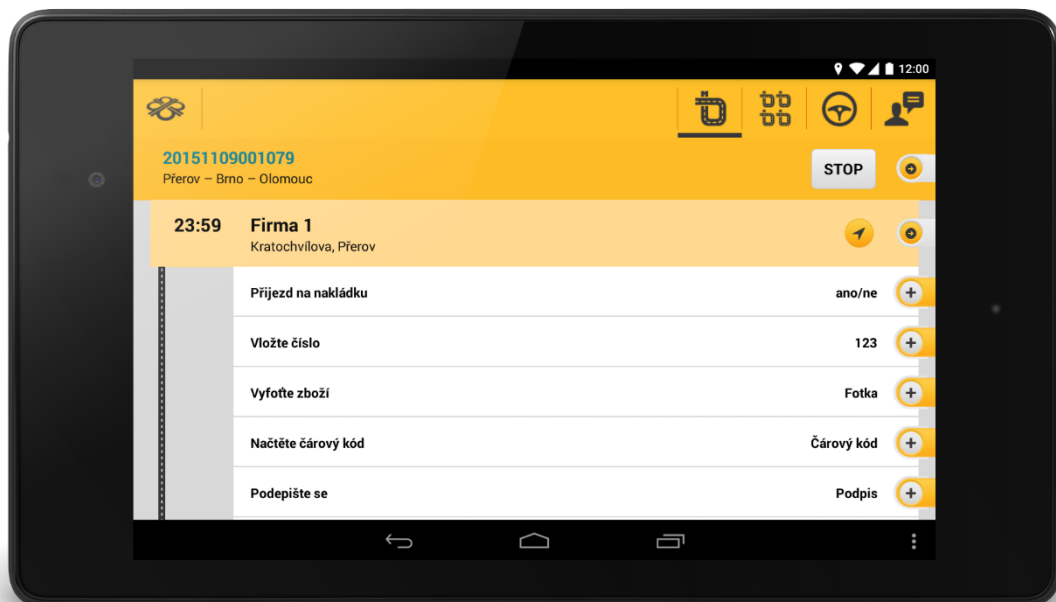 12:00
20151109001079
Přerov – Brno – Olomouc
STOP
23:59 Firma 1
Kratochvílova, Přerov
Přijezd na nakládku ano/ne
Vložte číslo 123
Vyfoťte zboží Fotka
Načtěte čárový kód Čárový kód
Podepište se Podpis